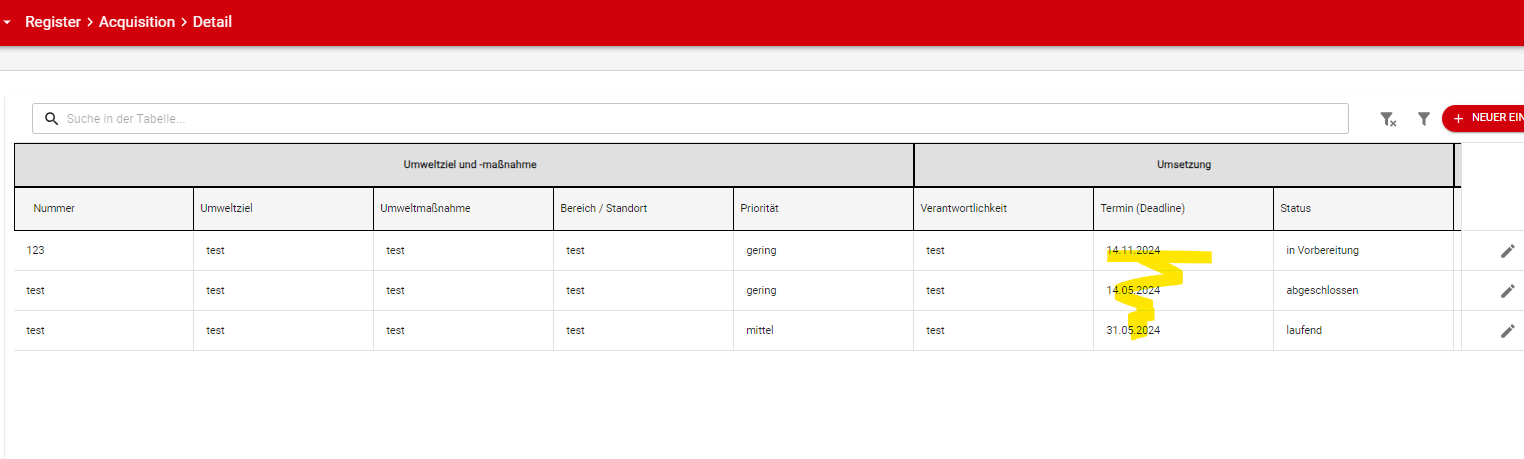 Register > Acquisition > Detail
Suche in der Tabelle...
+ NEUER EIN
Umweltziel und -maßnahme Umsetzung
Nummer Umweltziel Umweltmaßnahme Bereich / Standort Priorität Verantwortlichkeit Termin (Deadline) Status
123 test test test gering test 14.11.2024 in Vorbereitung
test test test test gering test 14.05.2024 abgeschlossen
test test test test mittel test 31.05.2024 laufend